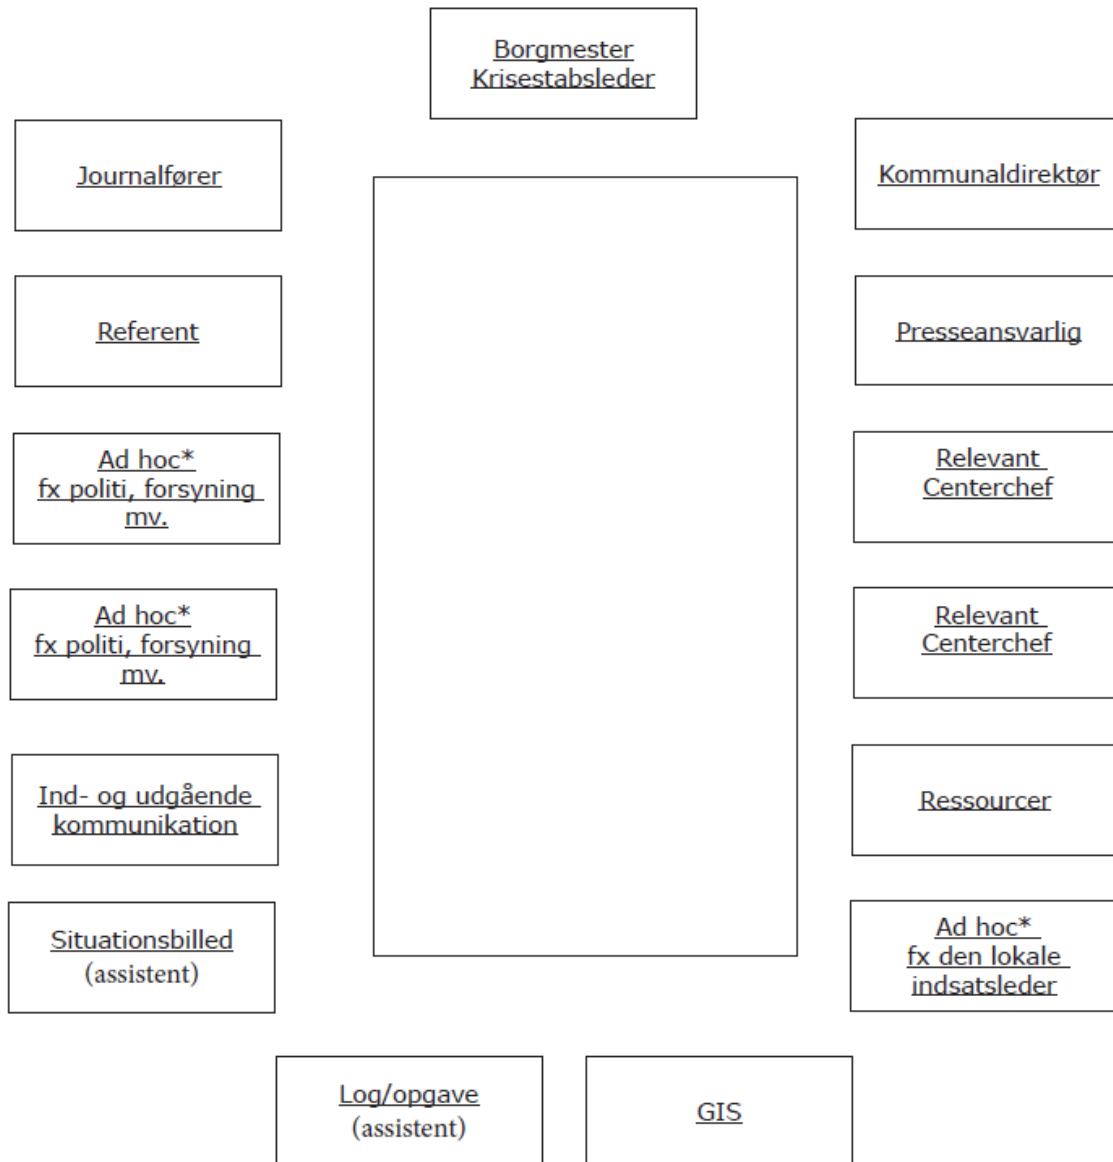 Borgmester
Krisestabsleder
Journalfører
Kommunaldirektør
Referent
Presseansvarlig
Ad hoc*
fx politi, forsyning
mv.
Relevant
Centerchef
Ad hoc*
fx politi, forsyning
mv.
Relevant
Centerchef
Ind- og udgående
kommunikation
Ressourcer
Situationsbilled
(assistent)
Ad hoc*
fx den lokale
indsatsleder
Log/opgave
(assistent)
GIS